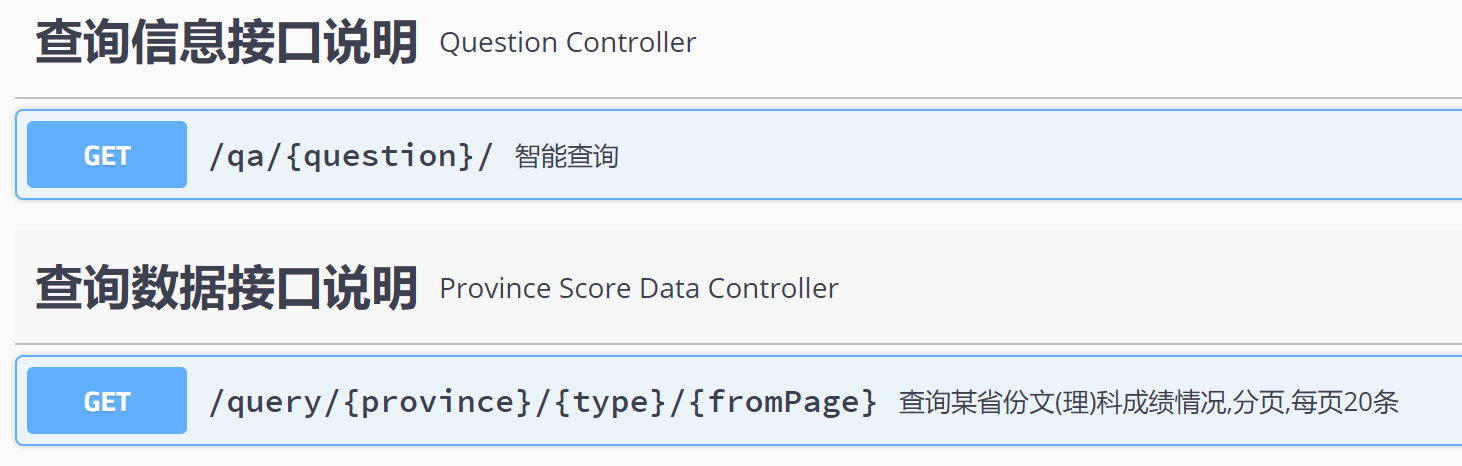 查询信息接口说明 Question Controller
GET /qa/{question}/ 智能查询
查询数据接口说明 Province Score Data Controller
GET /query/{province}/{type}/{fromPage} 查询某省份文(理)科成绩情况,分页,每页20条